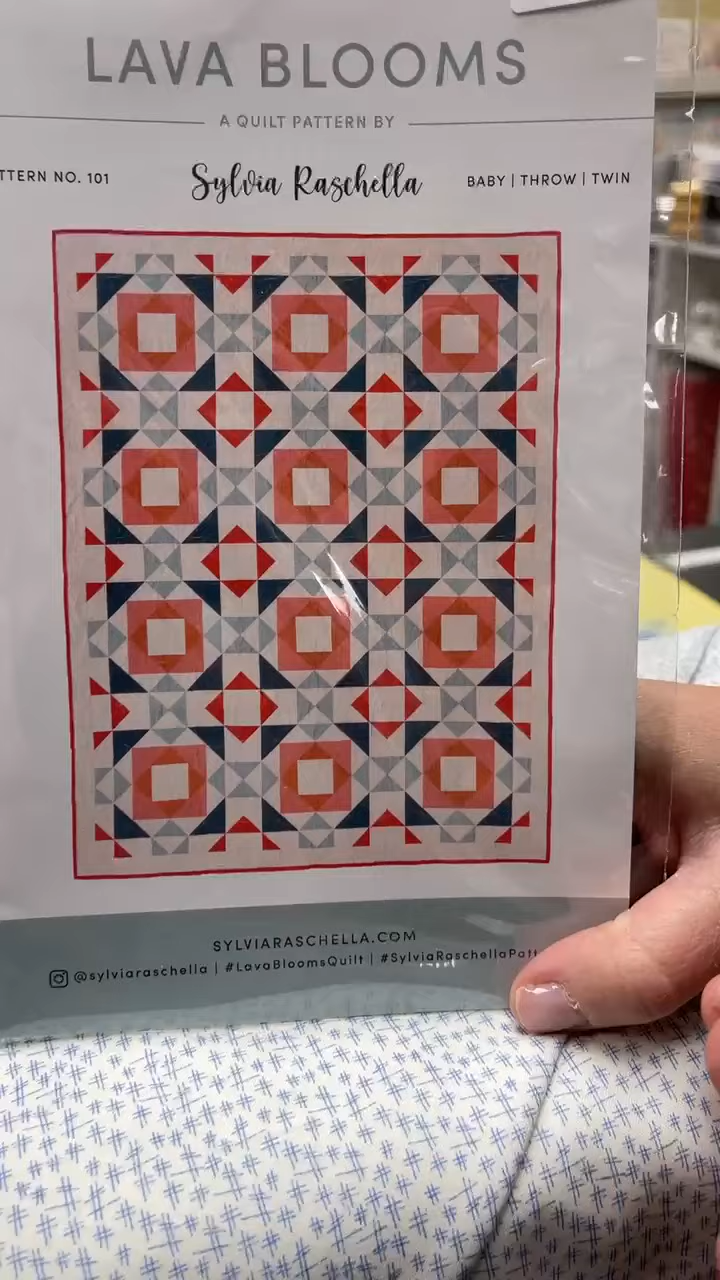 LAVA BLOOMS
A QUILT PATTERN BY
TTERN NO. 101
Sylvia Raschella
BABY | THROW | TWIN
SYLVIARASCHELLA.COM
@sylviaraschella | #LavaBloomsQuilt | #SylviaRaschellaPatt